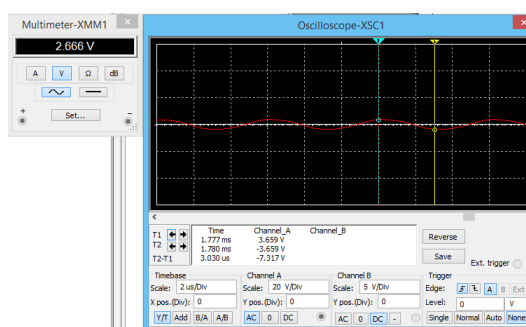 Multimeter-XMM1 ×
2.666 V
A V Ω dB
+ Set... −
Oscilloscope-XSC1
1 2
Time Channel_A Channel_B
T1 1.777 ms 3.659 V
T2 1.780 ms -3.659 V
T2-T1 3.030 us -7.317 V
Reverse
Save
Ext. trigger
Timebase Channel A Channel B Trigger
Scale: 2 us/Div Scale: 20 V/Div Scale: 5 V/Div Edge: A B Ext
X pos.(Div): 0 Y pos.(Div): 0 Y pos.(Div): 0 Level: 0 V
Y/T Add B/A A/B AC 0 DC AC 0 DC - Single Normal Auto None